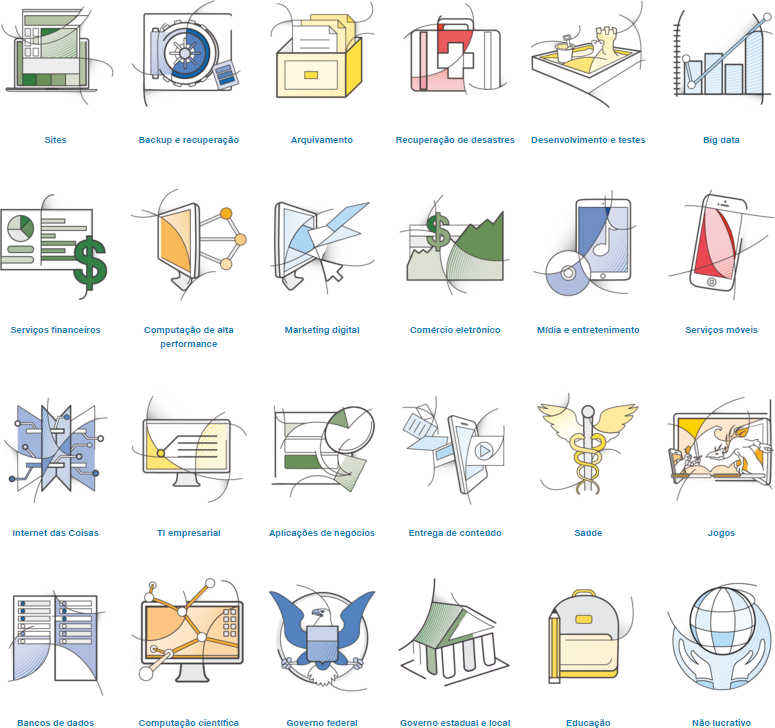 Sites
Backup e recuperação
Arquivamento
Recuperação de desastres
Desenvolvimento e testes
Big data
$
$
Serviços financeiros
Computação de alta
performance
Marketing digital
Comércio eletrônico
Mídia e entretenimento
Serviços móveis
Internet das Coisas
TI empresarial
Aplicações de negócios
Entrega de conteúdo
Saúde
Jogos
Bancos de dados
Computação científica
Governo federal
Governo estadual e local
Educação
Não lucrativo